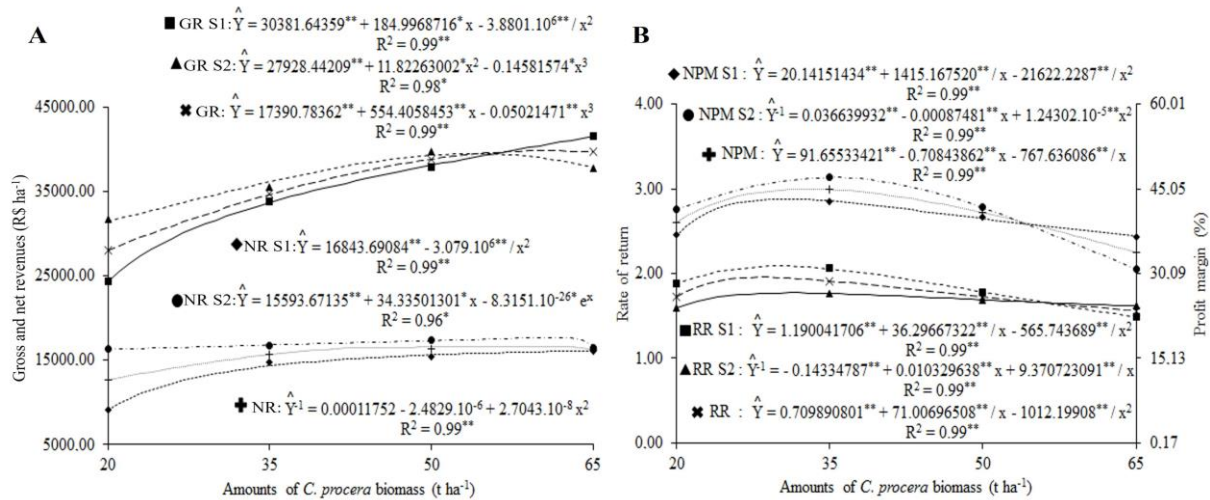 A
GR S1: Ŷ = 30381.64359** + 184.9968716* x - 3.8801.10⁶** / x²
R² = 0.99**
GR S2: Ŷ = 27928.44209** + 11.82263002* x² - 0.14581574* x³
R² = 0.98*
GR: Ŷ = 17390.78362** + 554.4058453** x - 0.05021471** x³
R² = 0.99**
45000.00
35000.00
25000.00
15000.00
5000.00
Gross and net revenues (R$ ha⁻¹)
NR S1: Ŷ = 16843.69084** - 3.079.10⁶** / x²
R² = 0.99**
NR S2: Ŷ = 15593.67135** + 34.33501301* x - 8.3151.10⁻²⁶* eˣ
R² = 0.96*
NR: Ŷ⁻¹ = 0.00011752 - 2.4829.10⁻⁶ + 2.7043.10⁻⁸ x²
R² = 0.99**
20 35 50 65
Amounts of C. procera biomass (t ha⁻¹)
B
NPM S1 : Ŷ = 20.14151434** + 1415.167520** / x - 21622.2287** / x²
R² = 0.99**
NPM S2 : Ŷ⁻¹ = 0.036639932** - 0.00087481** x + 1.24302.10⁻⁵** x²
R² = 0.99**
NPM : Ŷ = 91.65533421** - 0.70843862** x - 767.636086** / x
R² = 0.99**
4.00
3.00
2.00
1.00
0.00
Rate of return
60.01
45.05
30.09
15.13
0.17
Profit margin (%)
RR S1 : Ŷ = 1.190041706** + 36.29667322** / x - 565.743689** / x²
R² = 0.99**
RR S2 : Ŷ⁻¹ = - 0.14334787** + 0.010329638** x + 9.370723091** / x
R² = 0.99**
RR : Ŷ = 0.709890801** + 71.00696508** / x - 1012.19908** / x²
R² = 0.99**
20 35 50 65
Amounts of C. procera biomass (t ha⁻¹)